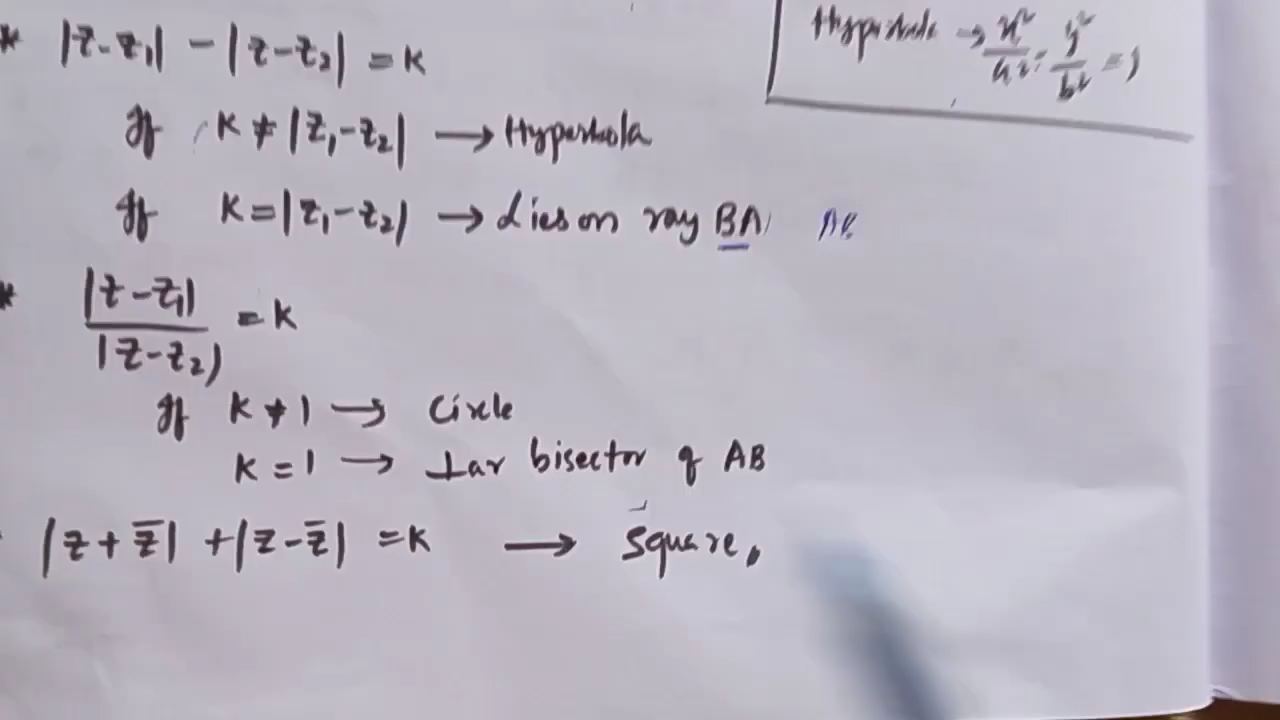 Hyperbola → x²/a² - y²/b² = 1
* |z-z₁| - |z-z₂| = K
If K ≠ |z₁-z₂| → Hyperbola
If K = |z₁-z₂| → Lies on ray BA
* |z-z₁| / |z-z₂| = K
If K ≠ 1 → Circle
K = 1 → ⊥ar bisector of AB
|z + z̅| + |z - z̅| = K → Square.